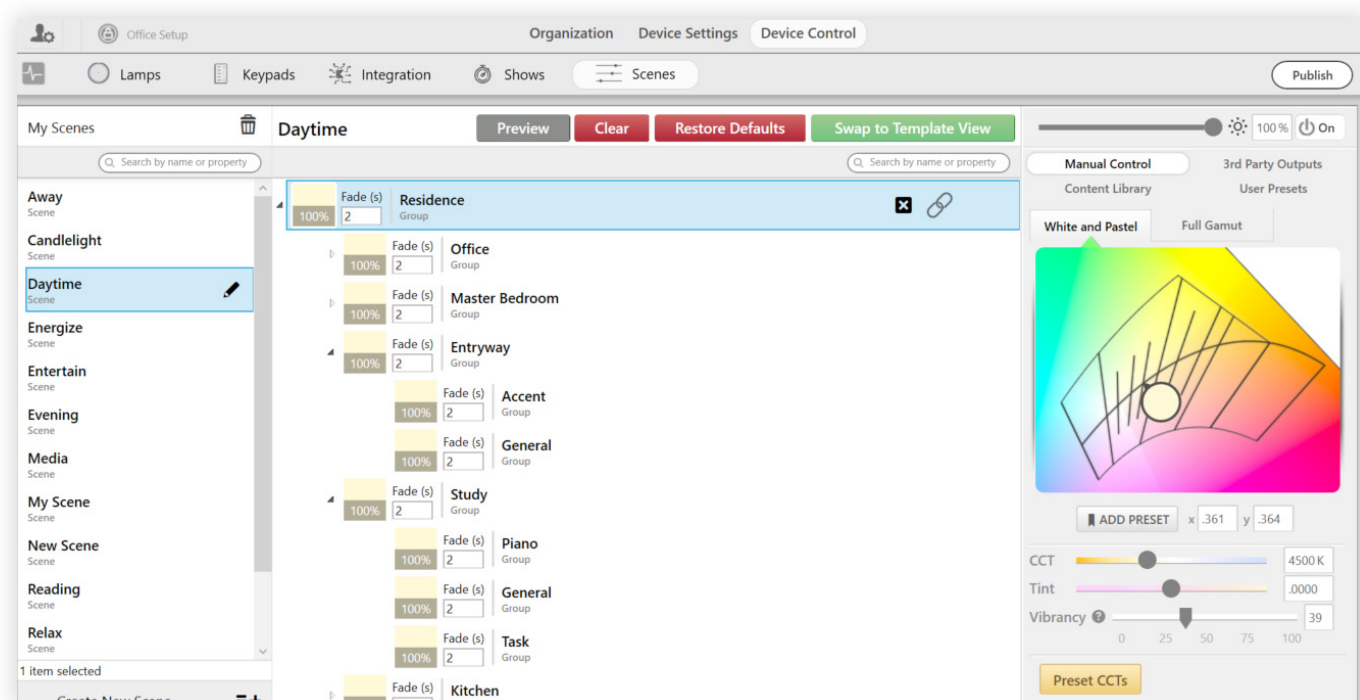 Office Setup
Organization Device Settings Device Control
Lamps Keypads Integration Shows Scenes Publish
My Scenes
Search by name or property
Away
Scene
Candlelight
Scene
Daytime
Scene
Energize
Scene
Entertain
Scene
Evening
Scene
Media
Scene
My Scene
Scene
New Scene
Scene
Reading
Scene
Relax
Scene
1 item selected
Create New Scene
Daytime Preview Clear Restore Defaults Swap to Template View
Search by name or property
100% Fade (s) 2 Residence
Group
100% Fade (s) 2 Office
Group
100% Fade (s) 2 Master Bedroom
Group
100% Fade (s) 2 Entryway
Group
100% Fade (s) 2 Accent
Group
100% Fade (s) 2 General
Group
100% Fade (s) 2 Study
Group
100% Fade (s) 2 Piano
Group
100% Fade (s) 2 General
Group
100% Fade (s) 2 Task
Group
Fade (s) Kitchen
100% On
Manual Control 3rd Party Outputs
Content Library User Presets
White and Pastel Full Gamut
ADD PRESET x .361 y .364
CCT 4500 K
Tint .0000
Vibrancy ? 39
0 25 50 75 100
Preset CCTs